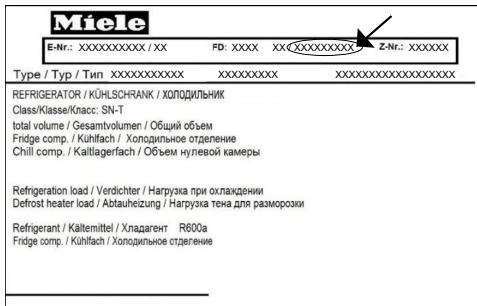 Miele
E-Nr.: XXXXXXXXXX / XX FD: XXXX XX XXXXXXXXX Z-Nr.: XXXXXX
Type / Typ / Тип XXXXXXXXXXX XXXXXXXXX XXXXXXXXXXXXXXXXXX
REFRIGERATOR / KÜHLSCHRANK / ХОЛОДИЛЬНИК
Class/Klasse/Класс: SN-T
total volume / Gesamtvolumen / Общий объем
Fridge comp. / Kühlfach / Холодильное отделение
Chill comp. / Kaltlagerfach / Объем нулевой камеры
Refrigeration load / Verdichter / Нагрузка при охлаждении
Defrost heater load / Abtauheizung / Нагрузка тена для разморозки
Refrigerant / Kältemittel / Хладагент R600a
Fridge comp. / Kühlfach / Холодильное отделение